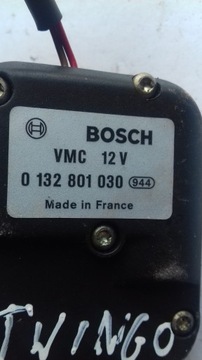 BOSCH
VMC 12 V
0 132 801 030 944
Made in France
TWINGO